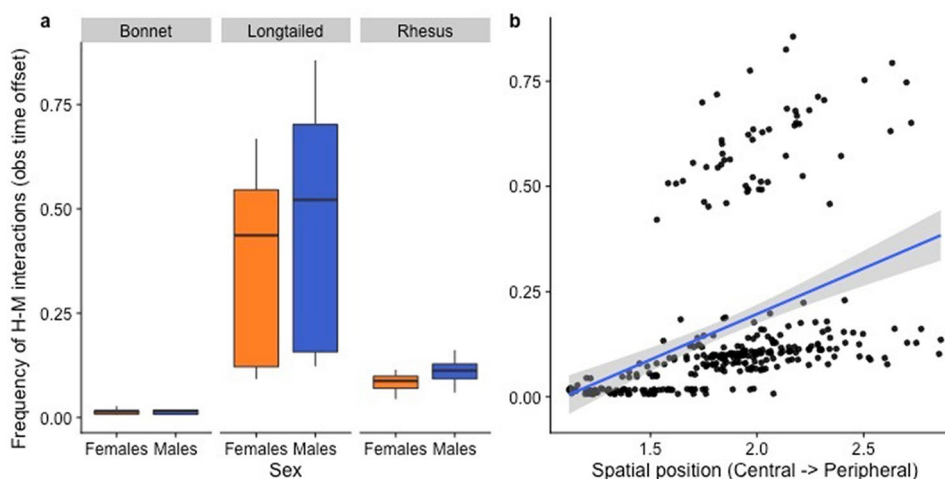 a
Bonnet Longtailed Rhesus
Frequency of H-M interactions (obs time offset)
0.75
0.50
0.25
0.00
Females Males Females Males Females Males
Sex
b
0.75
0.50
0.25
0.00
1.5 2.0 2.5
Spatial position (Central -> Peripheral)